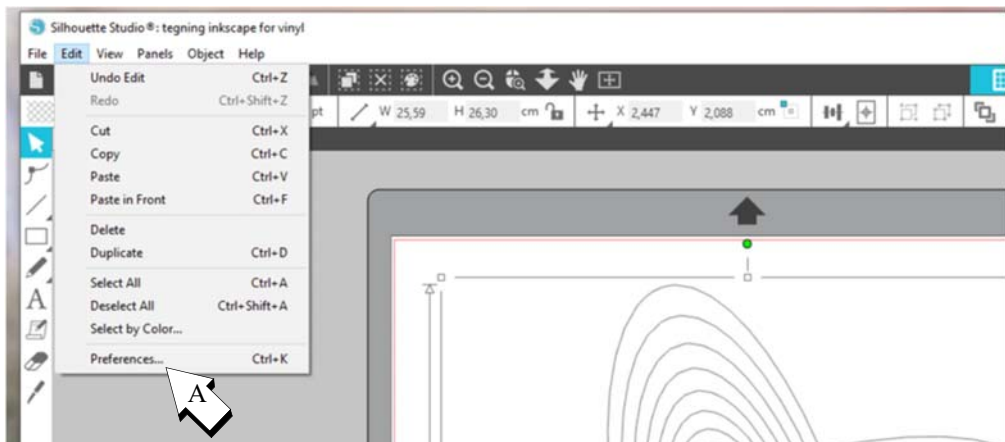 Silhouette Studio®: tegning inkscape for vinyl
File Edit View Panels Object Help
Undo Edit Ctrl+Z
Redo Ctrl+Shift+Z
pt W 25,59 H 26,30 cm X 2,447 Y 2,088 cm
Cut Ctrl+X
Copy Ctrl+C
Paste Ctrl+V
Paste in Front Ctrl+F
Delete
Duplicate Ctrl+D
Select All Ctrl+A
Deselect All Ctrl+Shift+A
Select by Color...
Preferences... Ctrl+K
A
A